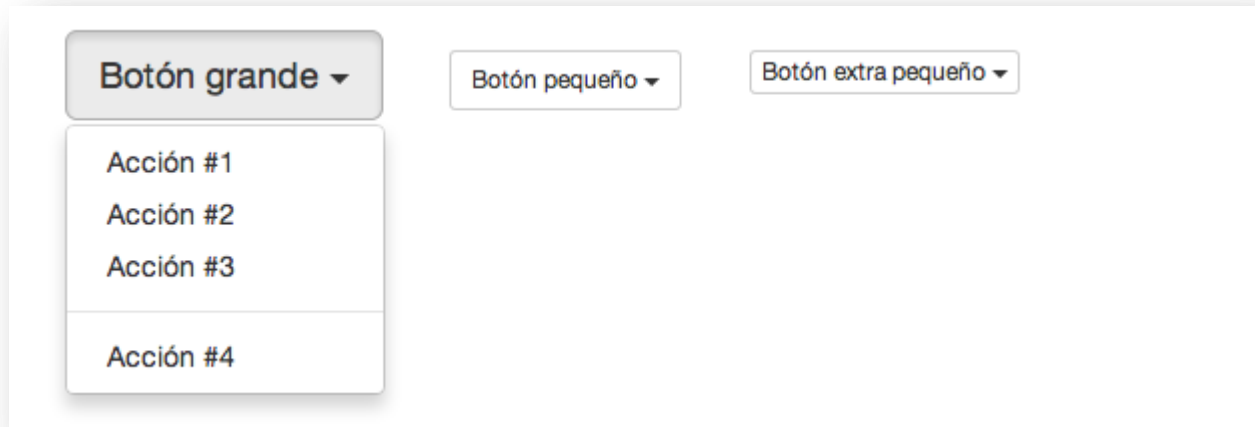 Botón grande
Botón pequeño
Botón extra pequeño
Acción #1
Acción #2
Acción #3
Acción #4